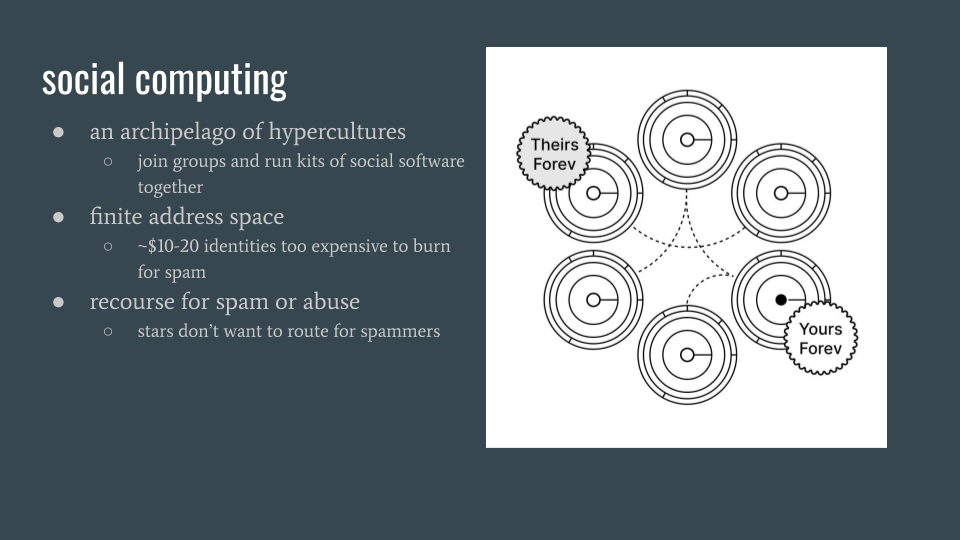 social computing
● an archipelago of hypercultures
○ join groups and run kits of social software
together
● finite address space
○ ~$10-20 identities too expensive to burn
for spam
● recourse for spam or abuse
○ stars don’t want to route for spammers
Theirs
Forev
Yours
Forev